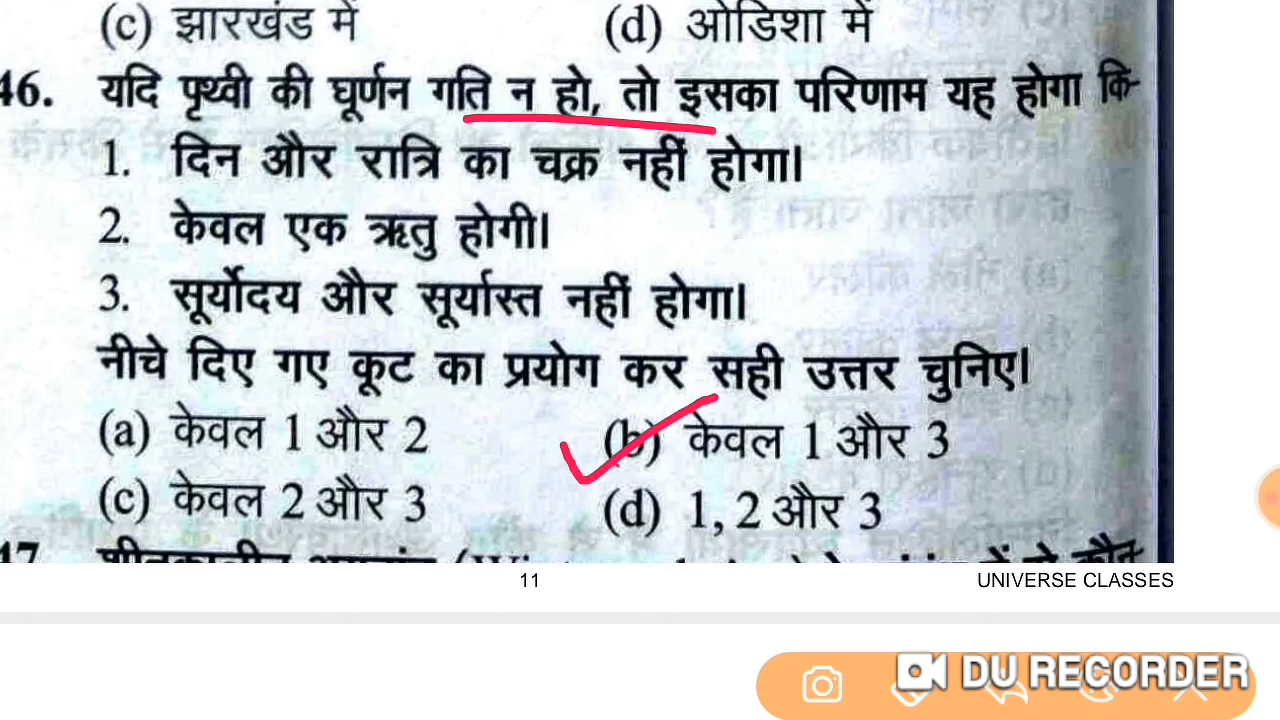 (c) झारखंड में (d) ओडिशा में
46. यदि पृथ्वी की घूर्णन गति न हो, तो इसका परिणाम यह होगा कि-
1. दिन और रात्रि का चक्र नहीं होगा।
2. केवल एक ऋतु होगी।
3. सूर्योदय और सूर्यास्त नहीं होगा।
नीचे दिए गए कूट का प्रयोग कर सही उत्तर चुनिए।
(a) केवल 1 और 2 (b) केवल 1 और 3
(c) केवल 2 और 3 (d) 1, 2 और 3
47.
11 UNIVERSE CLASSES
DU RECORDER